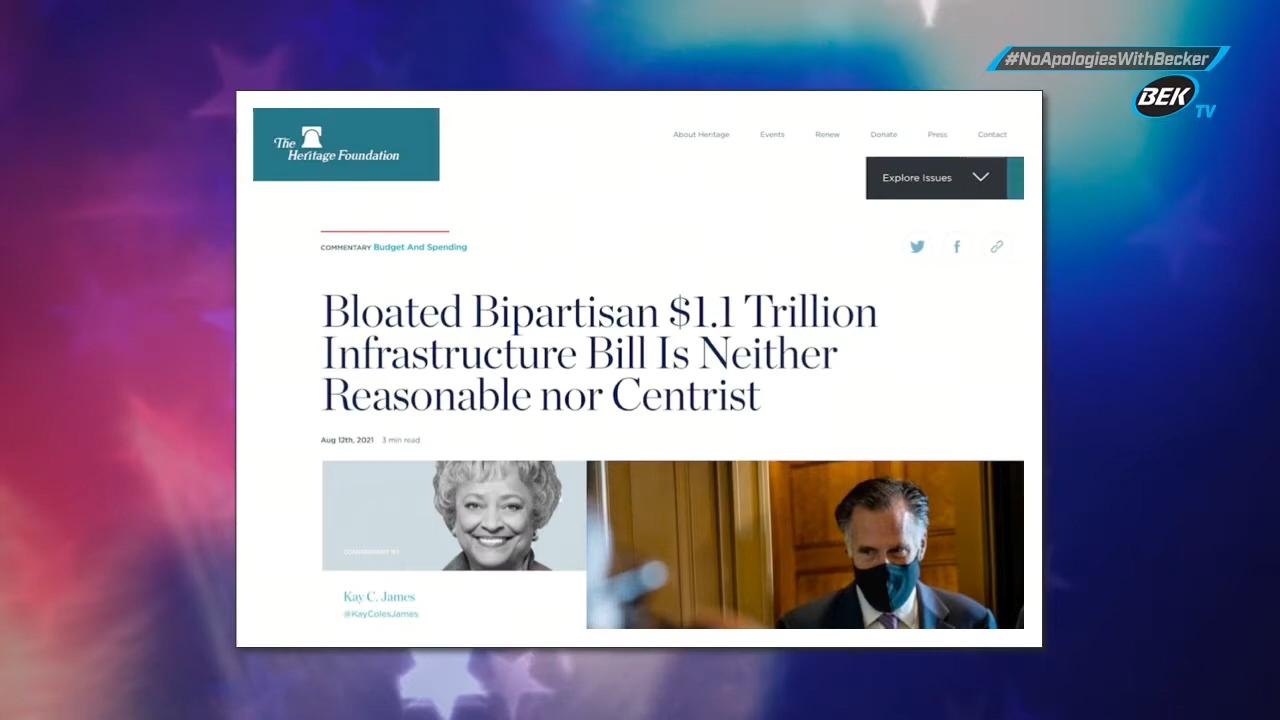 #NoApologiesWithBecker
BEK
TV
The
Heritage Foundation
About Heritage Events Renew Donate Press Contact
Explore Issues
COMMENTARY Budget And Spending
Bloated Bipartisan $1.1 Trillion
Infrastructure Bill Is Neither
Reasonable nor Centrist
Aug 12th, 2021 3 min read
COMMENTARY BY
Kay C. James
@KayColesJames